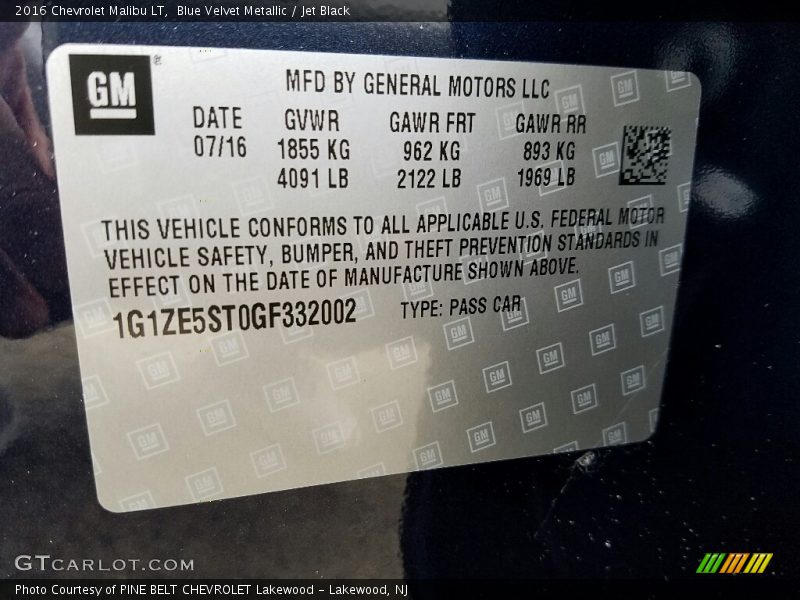 2016 Chevrolet Malibu LT, Blue Velvet Metallic / Jet Black
GM ®
MFD BY GENERAL MOTORS LLC
DATE GVWR GAWR FRT GAWR RR
07/16 1855 KG 962 KG 893 KG
4091 LB 2122 LB 1969 LB
THIS VEHICLE CONFORMS TO ALL APPLICABLE U.S. FEDERAL MOTOR
VEHICLE SAFETY, BUMPER, AND THEFT PREVENTION STANDARDS IN
EFFECT ON THE DATE OF MANUFACTURE SHOWN ABOVE.
1G1ZE5ST0GF332002 TYPE: PASS CAR
GTCARLOT.COM
Photo Courtesy of PINE BELT CHEVROLET Lakewood - Lakewood, NJ